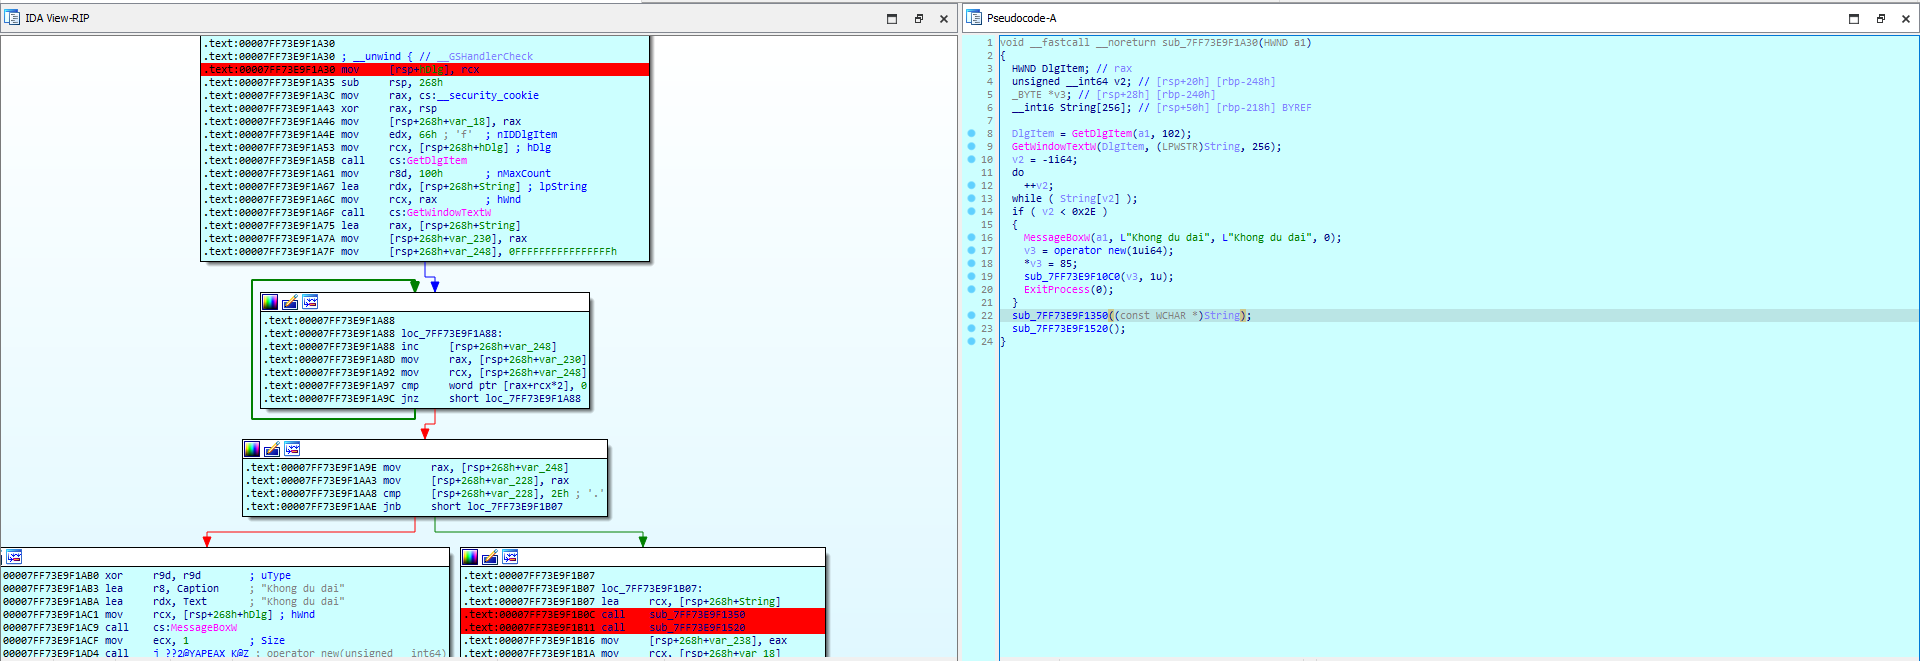 IDA View-RIP
.text:00007FF73E9F1A30
.text:00007FF73E9F1A30 ; __unwind { // __GSHandlerCheck
.text:00007FF73E9F1A30 mov [rsp+hDlg], rcx
.text:00007FF73E9F1A35 sub rsp, 268h
.text:00007FF73E9F1A3C mov rax, cs:__security_cookie
.text:00007FF73E9F1A43 xor rax, rsp
.text:00007FF73E9F1A46 mov [rsp+268h+var_18], rax
.text:00007FF73E9F1A4E mov edx, 66h ; 'f' ; nIDDlgItem
.text:00007FF73E9F1A53 mov rcx, [rsp+268h+hDlg] ; hDlg
.text:00007FF73E9F1A5B call cs:GetDlgItem
.text:00007FF73E9F1A61 mov r8d, 100h ; nMaxCount
.text:00007FF73E9F1A67 lea rdx, [rsp+268h+String] ; lpString
.text:00007FF73E9F1A6C mov rcx, rax ; hWnd
.text:00007FF73E9F1A6F call cs:GetWindowTextW
.text:00007FF73E9F1A75 lea rax, [rsp+268h+String]
.text:00007FF73E9F1A7A mov [rsp+268h+var_230], rax
.text:00007FF73E9F1A7F mov [rsp+268h+var_248], 0FFFFFFFFFFFFFFFFh
.text:00007FF73E9F1A88
.text:00007FF73E9F1A88 loc_7FF73E9F1A88:
.text:00007FF73E9F1A88 inc [rsp+268h+var_248]
.text:00007FF73E9F1A8D mov rax, [rsp+268h+var_230]
.text:00007FF73E9F1A92 mov rcx, [rsp+268h+var_248]
.text:00007FF73E9F1A97 cmp word ptr [rax+rcx*2], 0
.text:00007FF73E9F1A9C jnz short loc_7FF73E9F1A88
.text:00007FF73E9F1A9E mov rax, [rsp+268h+var_248]
.text:00007FF73E9F1AA3 mov [rsp+268h+var_228], rax
.text:00007FF73E9F1AA8 cmp [rsp+268h+var_228], 2Eh ; '.'
.text:00007FF73E9F1AAE jnb short loc_7FF73E9F1B07
00007FF73E9F1AB0 xor r9d, r9d ; uType
00007FF73E9F1AB3 lea r8, Caption ; "Khong du dai"
00007FF73E9F1ABA lea rdx, Text ; "Khong du dai"
00007FF73E9F1AC1 mov rcx, [rsp+268h+hDlg] ; hWnd
00007FF73E9F1AC9 call cs:MessageBoxW
00007FF73E9F1ACF mov ecx, 1 ; Size
00007FF73E9F1AD4 call j_??2@YAPEAX_K@Z ; operator new(unsigned __int64)
.text:00007FF73E9F1B07
.text:00007FF73E9F1B07 loc_7FF73E9F1B07:
.text:00007FF73E9F1B07 lea rcx, [rsp+268h+String]
.text:00007FF73E9F1B0C call sub_7FF73E9F1350
.text:00007FF73E9F1B11 call sub_7FF73E9F1520
.text:00007FF73E9F1B16 mov [rsp+268h+var_238], eax
.text:00007FF73E9F1B1A mov rcx, [rsp+268h+var_18]
Pseudocode-A
1 void __fastcall __noreturn sub_7FF73E9F1A30(HWND a1)
2 {
3 HWND DlgItem; // rax
4 unsigned __int64 v2; // [rsp+20h] [rbp-248h]
5 _BYTE *v3; // [rsp+28h] [rbp-240h]
6 __int16 String[256]; // [rsp+50h] [rbp-218h] BYREF
7
8 DlgItem = GetDlgItem(a1, 102);
9 GetWindowTextW(DlgItem, (LPWSTR)String, 256);
10 v2 = -1i64;
11 do
12 ++v2;
13 while ( String[v2] );
14 if ( v2 < 0x2E )
15 {
16 MessageBoxW(a1, L"Khong du dai", L"Khong du dai", 0);
17 v3 = operator new(1ui64);
18 *v3 = 85;
19 sub_7FF73E9F10C0(v3, 1u);
20 ExitProcess(0);
21 }
22 sub_7FF73E9F1350((const WCHAR *)String);
23 sub_7FF73E9F1520();
24 }